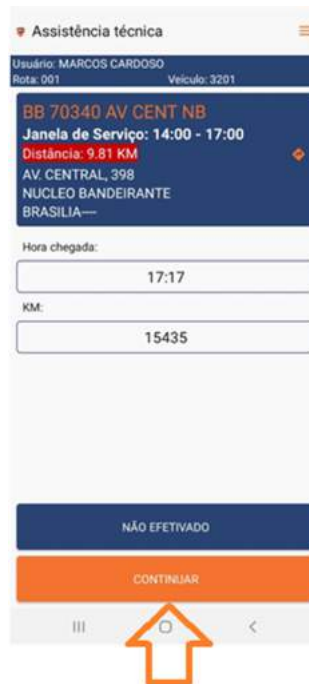 Assistência técnica
Usuário: MARCOS CARDOSO
Rota: 001 Veículo: 3201
BB 70340 AV CENT NB
Janela de Serviço: 14:00 - 17:00
Distância: 9.81 KM
AV. CENTRAL, 398
NUCLEO BANDEIRANTE
BRASILIA----
Hora chegada:
17:17
KM:
15435
NÃO EFETIVADO
CONTINUAR